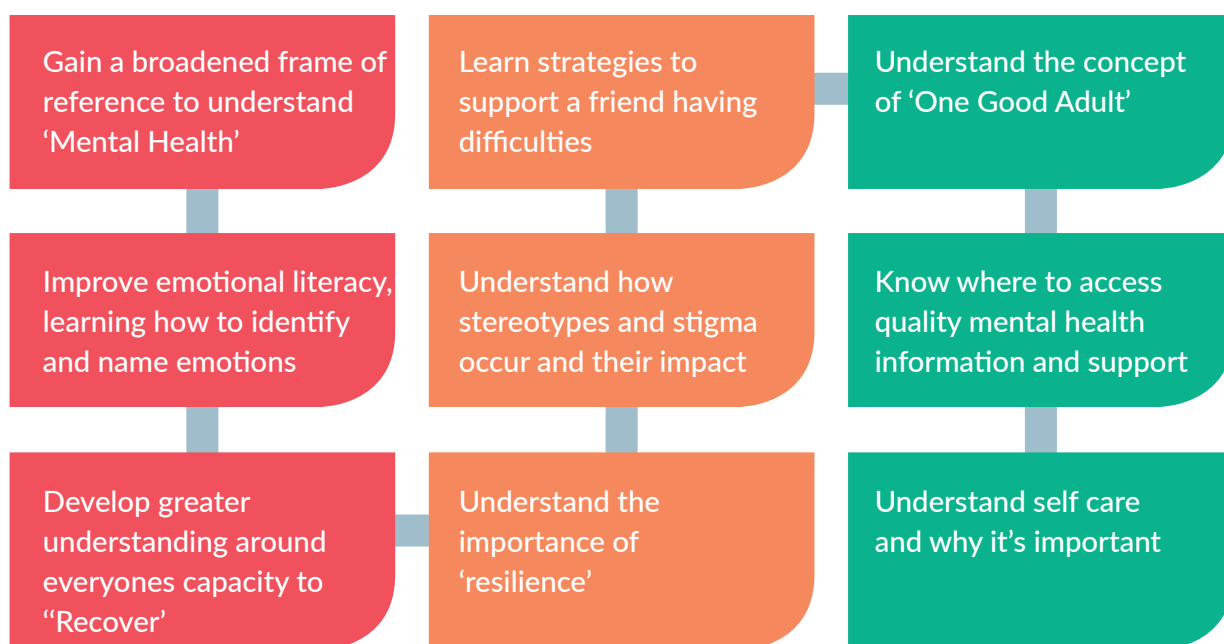 Gain a broadened frame of
reference to understand
‘Mental Health’
Improve emotional literacy,
learning how to identify
and name emotions
Develop greater
understanding around
everyones capacity to
‘‘Recover’
Understand the
importance of
‘resilience’
Understand how
stereotypes and stigma
occur and their impact
Learn strategies to
support a friend having
difficulties
Understand the concept
of ‘One Good Adult’
Know where to access
quality mental health
information and support
Understand self care
and why it’s important